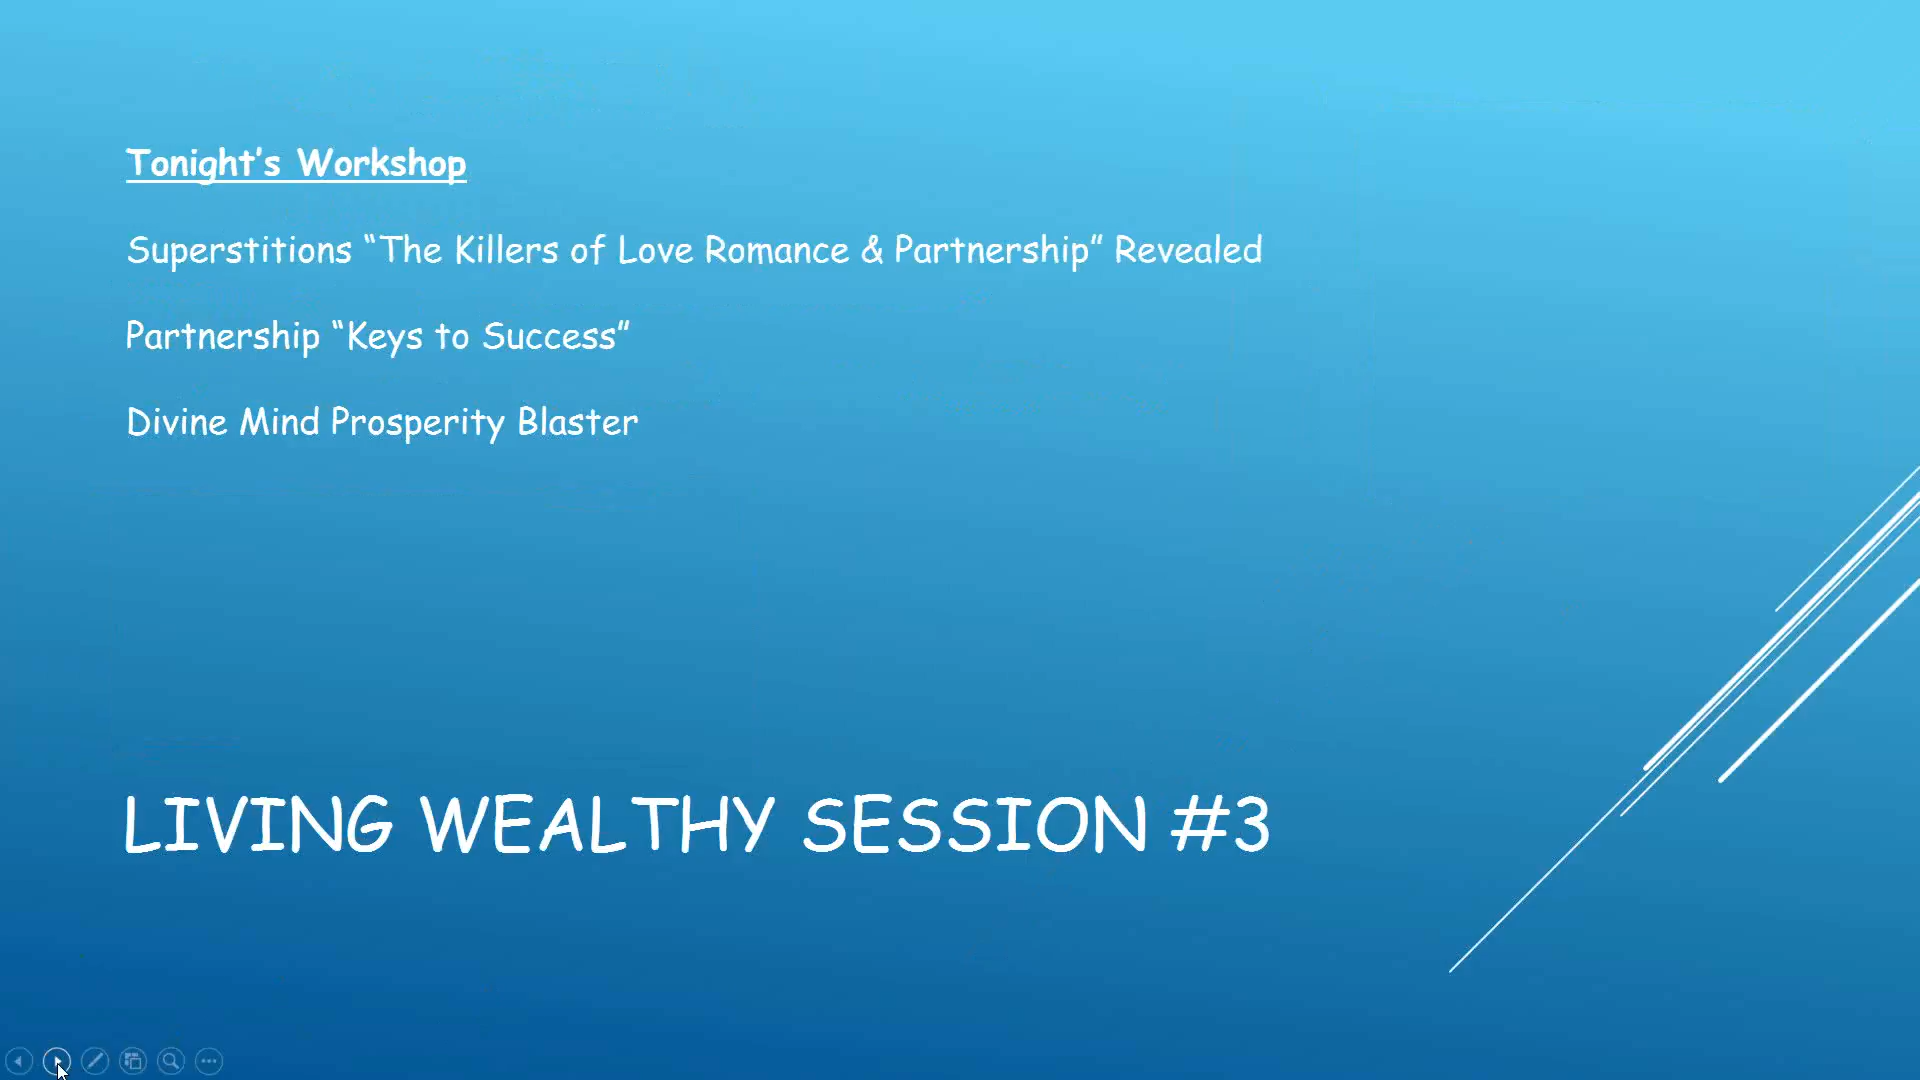 Tonight’s Workshop
Superstitions “The Killers of Love Romance & Partnership” Revealed
Partnership “Keys to Success”
Divine Mind Prosperity Blaster
LIVING WEALTHY SESSION #3